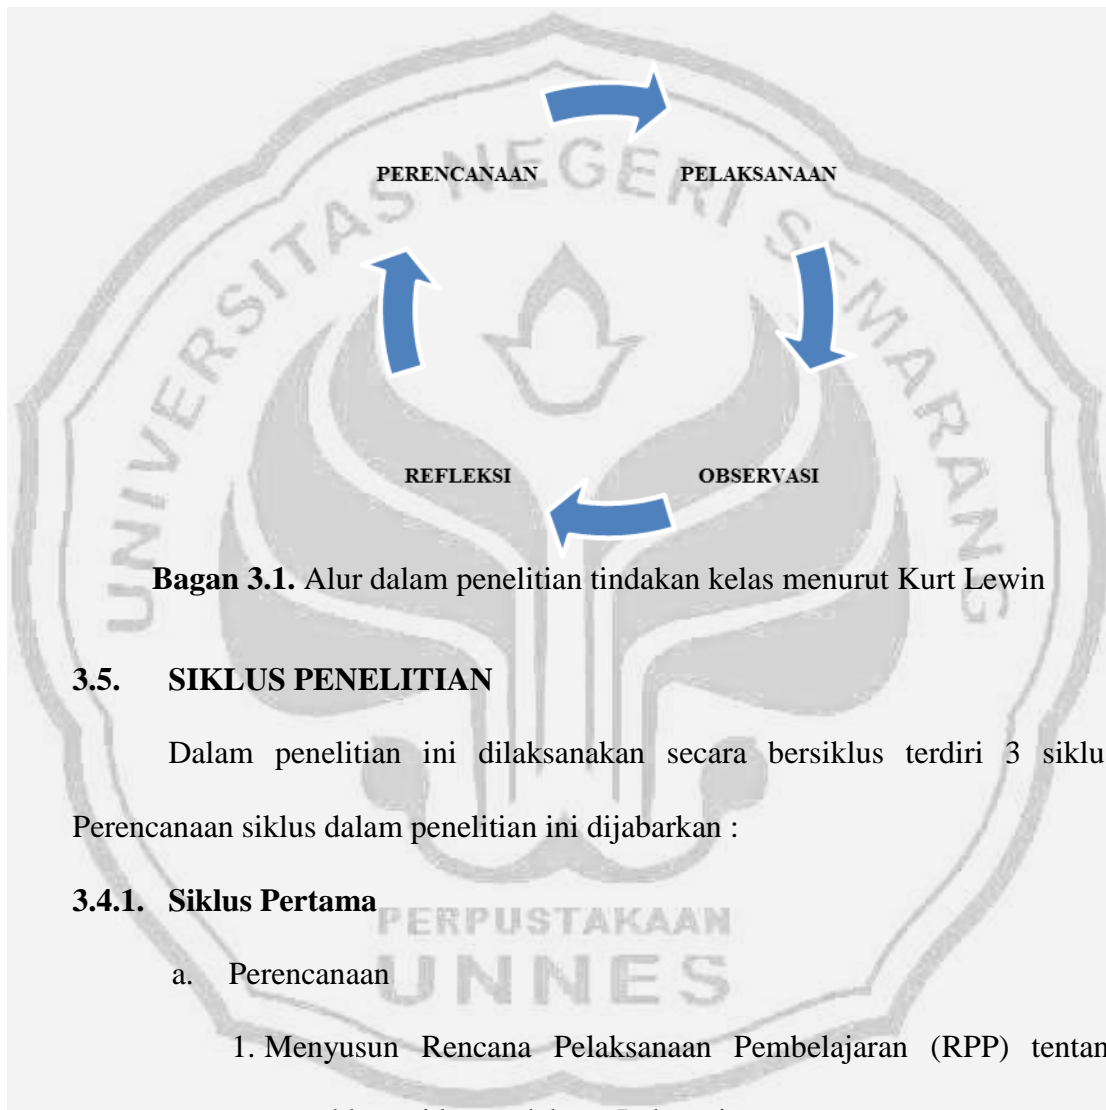 UNIVERSITAS NEGERI SEMARANG
PERENCANAAN PELAKSANAAN
REFLEKSI OBSERVASI
Bagan 3.1. Alur dalam penelitian tindakan kelas menurut Kurt Lewin
3.5. SIKLUS PENELITIAN
Dalam penelitian ini dilaksanakan secara bersiklus terdiri 3 siklu
Perencanaan siklus dalam penelitian ini dijabarkan :
3.4.1. Siklus Pertama
PERPUSTAKAAN
UNNES
a. Perencanaan
1. Menyusun Rencana Pelaksanaan Pembelajaran (RPP) tentan